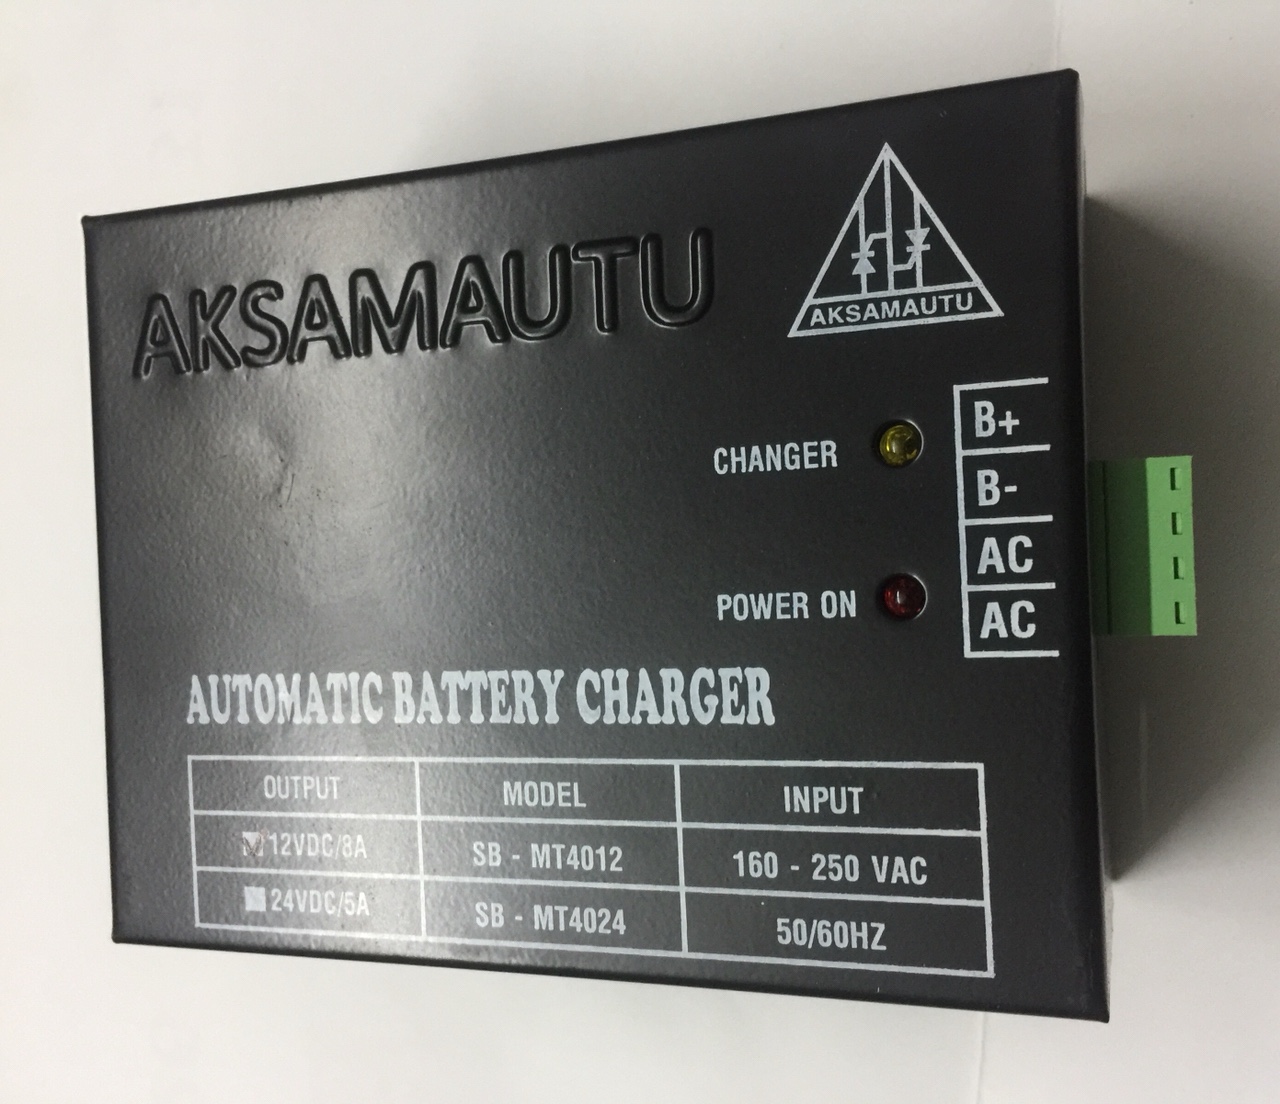 AKSAMAUTU
AKSAMAUTU
CHANGER
POWER ON
B+
B-
AC
AC
AUTOMATIC BATTERY CHARGER
OUTPUT MODEL INPUT
12VDC/8A SB - MT4012 160 - 250 VAC
24VDC/5A SB - MT4024 50/60HZ